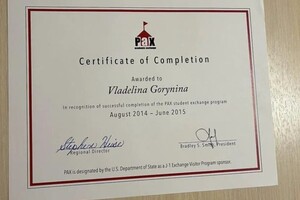 PAX
Certificate of Completion
Awarded to
Vladelina Gorynina
In recognition of successful completion of the PAX student exchange program
August 2014 – June 2015
Regional Director
Bradley L. President
PAX is designated by the U.S. Department of State as a J-1 Exchange Visitor Program sponsor.